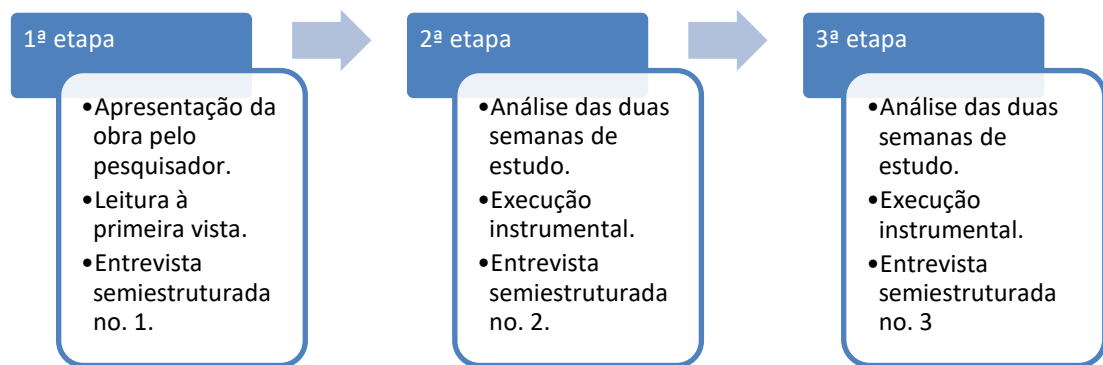 1ª etapa
•Apresentação da
obra pelo
pesquisador.
•Leitura à
primeira vista.
•Entrevista
semiestruturada
no. 1.
2ª etapa
•Análise das duas
semanas de
estudo.
•Execução
instrumental.
•Entrevista
semiestruturada
no. 2.
3ª etapa
•Análise das duas
semanas de
estudo.
•Execução
instrumental.
•Entrevista
semiestruturada
no. 3